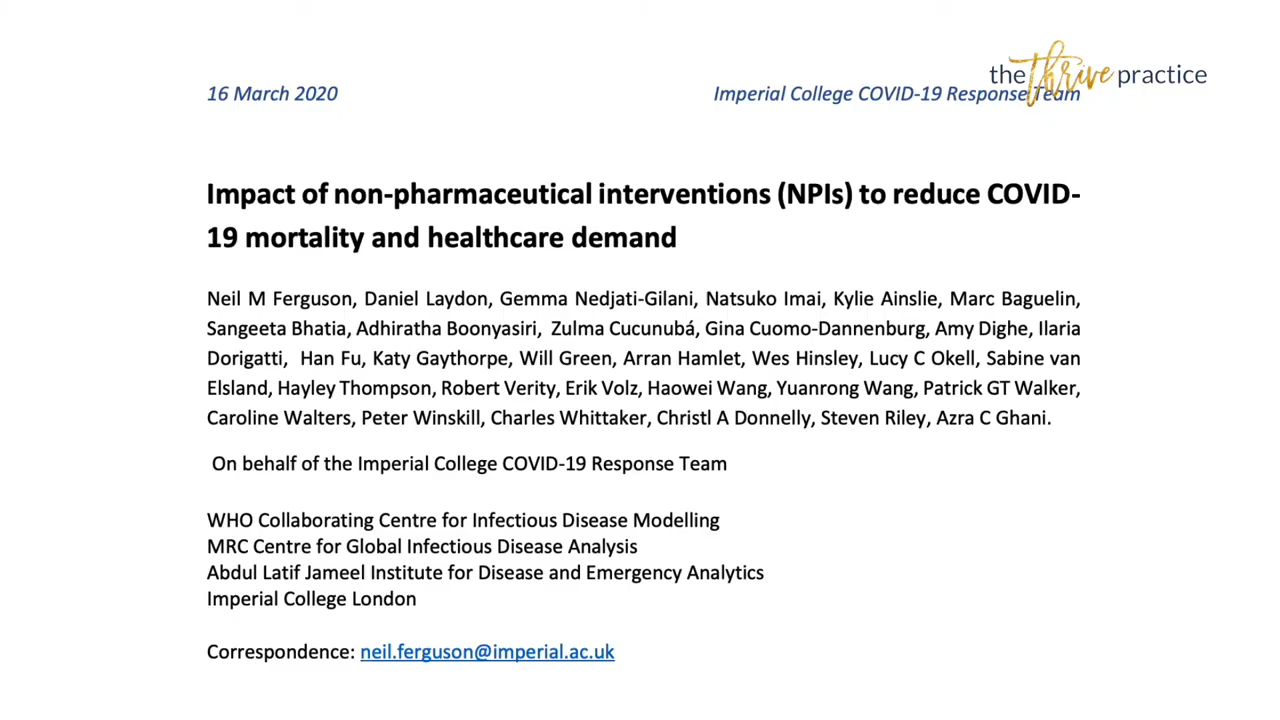 the thrive practice
16 March 2020 Imperial College COVID-19 Response Team
Impact of non-pharmaceutical interventions (NPIs) to reduce COVID-
19 mortality and healthcare demand
Neil M Ferguson, Daniel Laydon, Gemma Nedjati-Gilani, Natsuko Imai, Kylie Ainslie, Marc Baguelin,
Sangeeta Bhatia, Adhiratha Boonyasiri, Zulma Cucunubá, Gina Cuomo-Dannenburg, Amy Dighe, Ilaria
Dorigatti, Han Fu, Katy Gaythorpe, Will Green, Arran Hamlet, Wes Hinsley, Lucy C Okell, Sabine van
Elsland, Hayley Thompson, Robert Verity, Erik Volz, Haowei Wang, Yuanrong Wang, Patrick GT Walker,
Caroline Walters, Peter Winskill, Charles Whittaker, Christl A Donnelly, Steven Riley, Azra C Ghani.
On behalf of the Imperial College COVID-19 Response Team
WHO Collaborating Centre for Infectious Disease Modelling
MRC Centre for Global Infectious Disease Analysis
Abdul Latif Jameel Institute for Disease and Emergency Analytics
Imperial College London
Correspondence: neil.ferguson@imperial.ac.uk